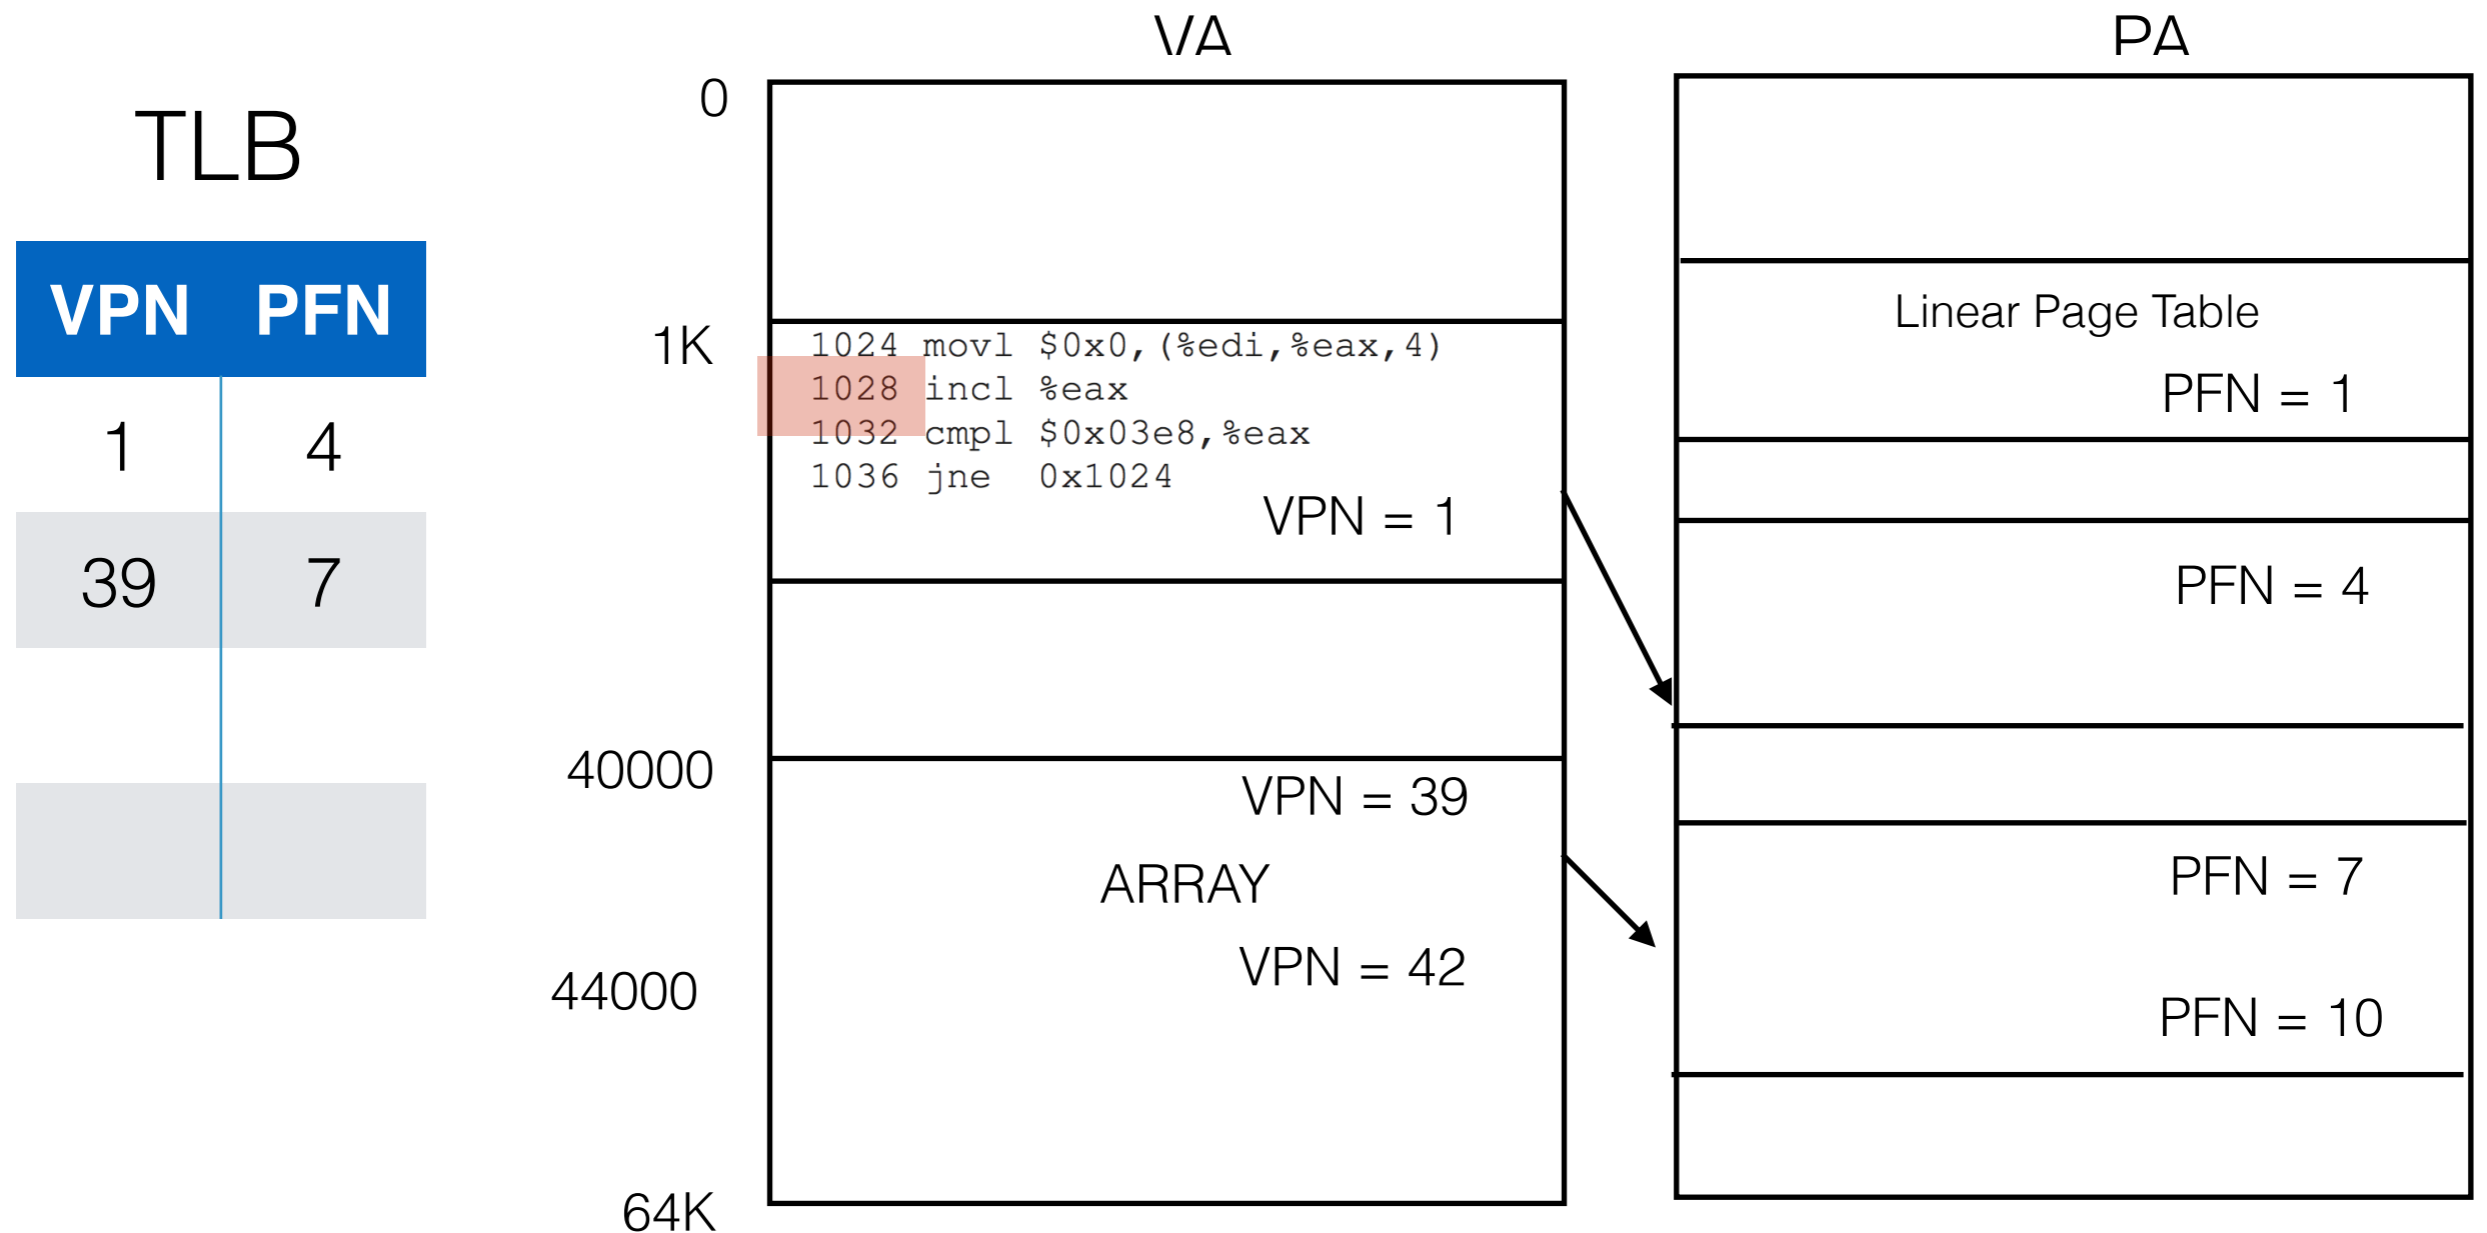 TLB
VPN PFN
1 4
39 7
VA
0
1K
1024 movl $0x0,(%edi,%eax,4)
1028 incl %eax
1032 cmpl $0x03e8,%eax
1036 jne 0x1024
VPN = 1
40000
VPN = 39
ARRAY
VPN = 42
44000
64K
PA
Linear Page Table
PFN = 1
PFN = 4
PFN = 7
PFN = 10